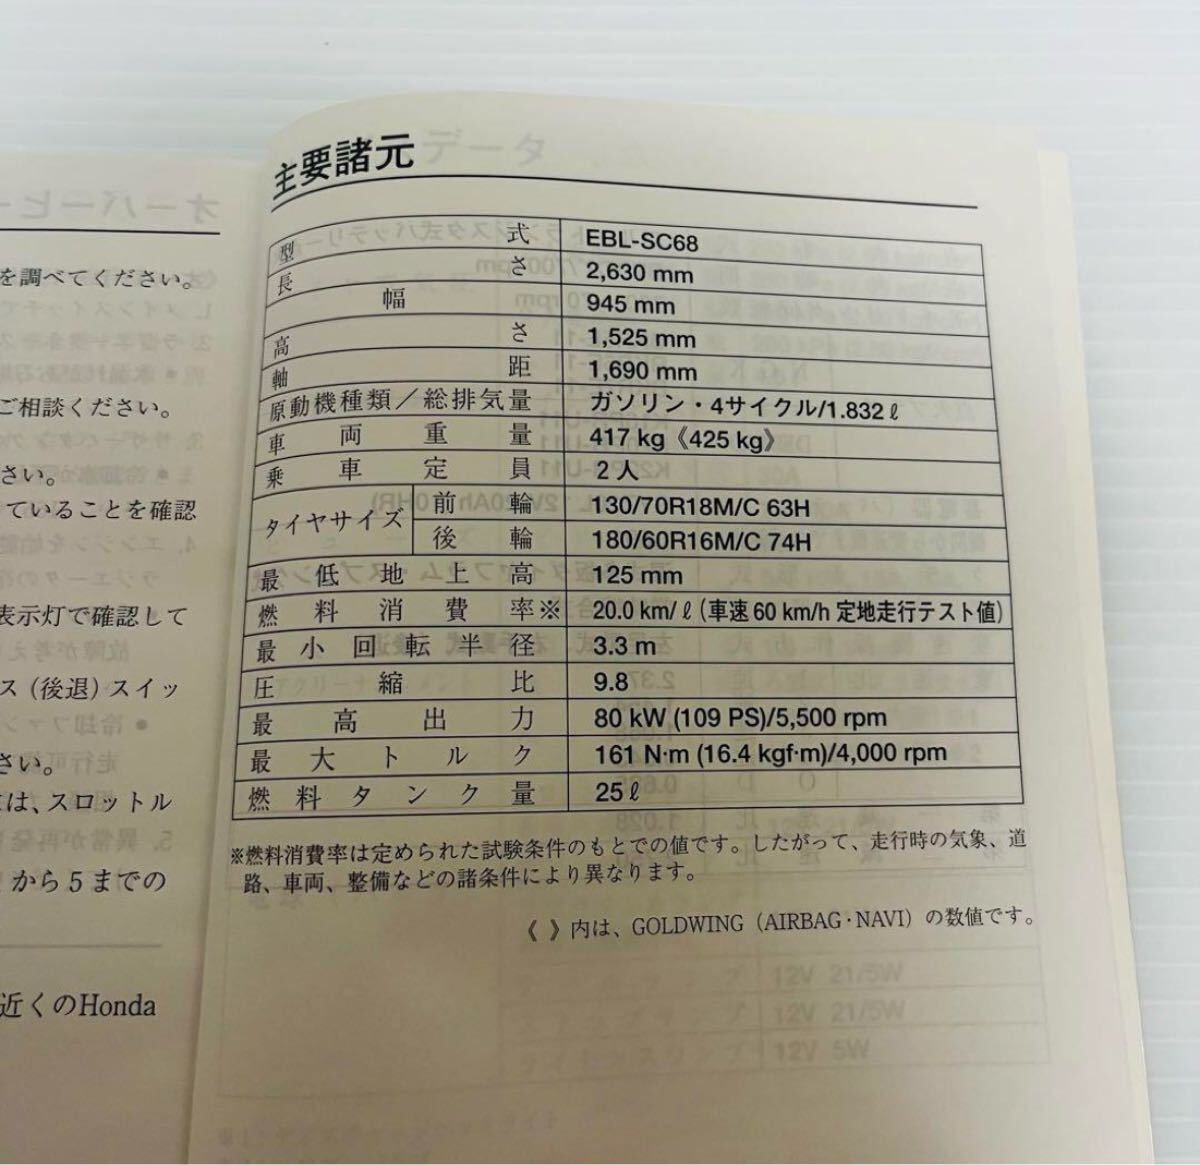 オーバーヒー
を調べてください。
ご相談ください。
さい。
ていることを確認
表示灯で確認して
ス（後退）スイッ
さい。
は、スロットル
から5までの
近くのHonda
主要諸元
型式 EBL-SC68
長さ 2,630 mm
幅 945 mm
高さ 1,525 mm
軸距 1,690 mm
原動機種類／総排気量 ガソリン・4サイクル/1.832ℓ
車両重量 417 kg《425 kg》
乗車定員 2人
タイヤサイズ 前輪 130/70R18M/C 63H
後輪 180/60R16M/C 74H
最低地上高 125 mm
燃料消費率※ 20.0 km/ℓ（車速60 km/h 定地走行テスト値）
最小回転半径 3.3 m
圧縮比 9.8
最高出力 80 kW (109 PS)/5,500 rpm
最大トルク 161 N·m (16.4 kgf·m)/4,000 rpm
燃料タンク量 25ℓ
※燃料消費率は定められた試験条件のもとでの値です。したがって、走行時の気象、道
路、車両、整備などの諸条件により異なります。
《 》内は、GOLDWING（AIRBAG・NAVI）の数値です。